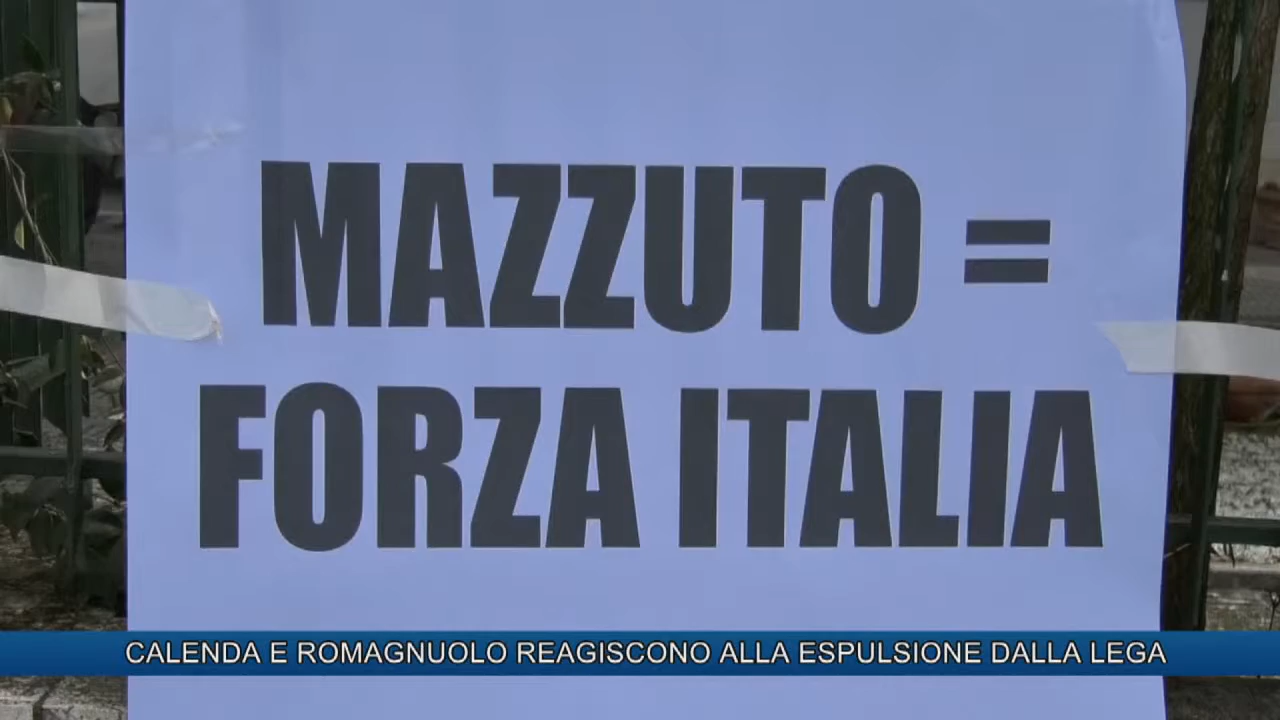 MAZZUTO =
FORZA ITALIA
CALENDA E ROMAGNUOLO REAGISCONO ALLA ESPULSIONE DALLA LEGA